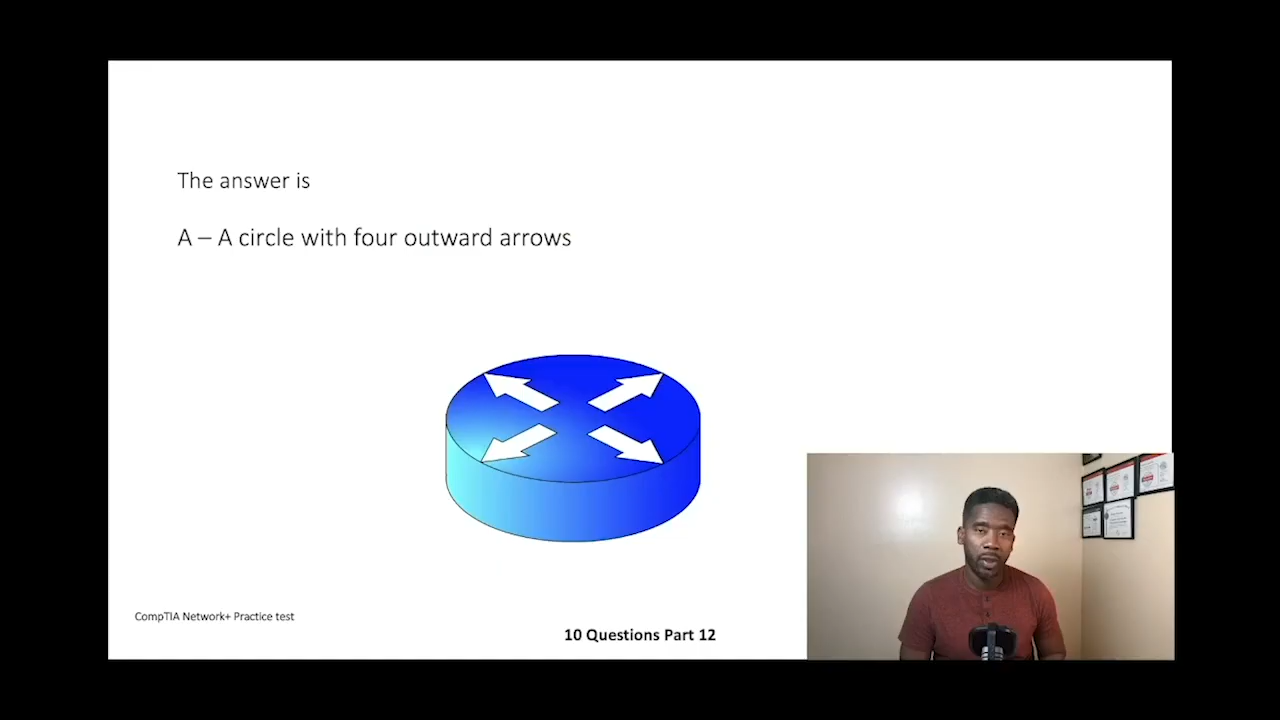 The answer is
A – A circle with four outward arrows
CompTIA Network+ Practice test
10 Questions Part 12